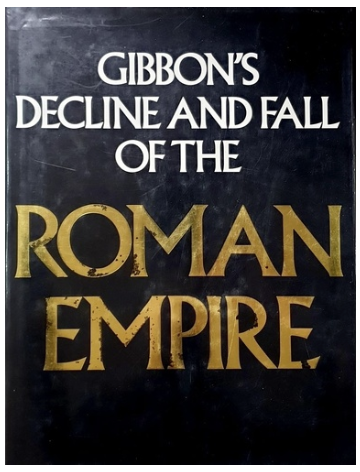 GIBBON'S
DECLINE AND FALL
OF THE
ROMAN
EMPIRE